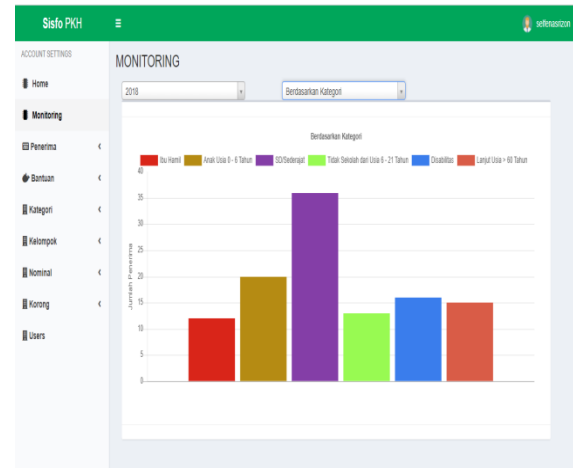 Sisfo PKH
selfenasrizon
ACCOUNT SETTINGS
Home
Monitoring
Penerima
Bantuan
Kategori
Kelompok
Nominal
Korong
Users
MONITORING
2018
Berdasarkan Kategori
Berdasarkan Kategori
Ibu Hamil
Anak Usia 0 - 6 Tahun
SD/Sederajat
Tidak Sekolah dari Usia 6 - 21 Tahun
Disabilitas
Lanjut Usia > 60 Tahun
Jumlah Penerima
40
35
30
25
20
15
10
5
0